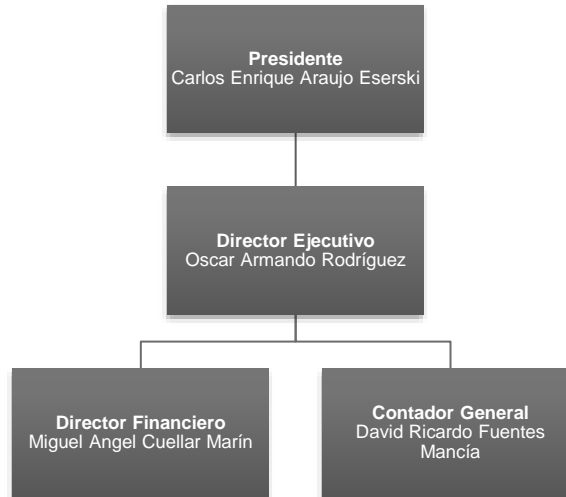 Presidente
Carlos Enrique Araujo Eserski
Director Ejecutivo
Oscar Armando Rodríguez
Director Financiero
Miguel Angel Cuellar Marín
Contador General
David Ricardo Fuentes
Mancía